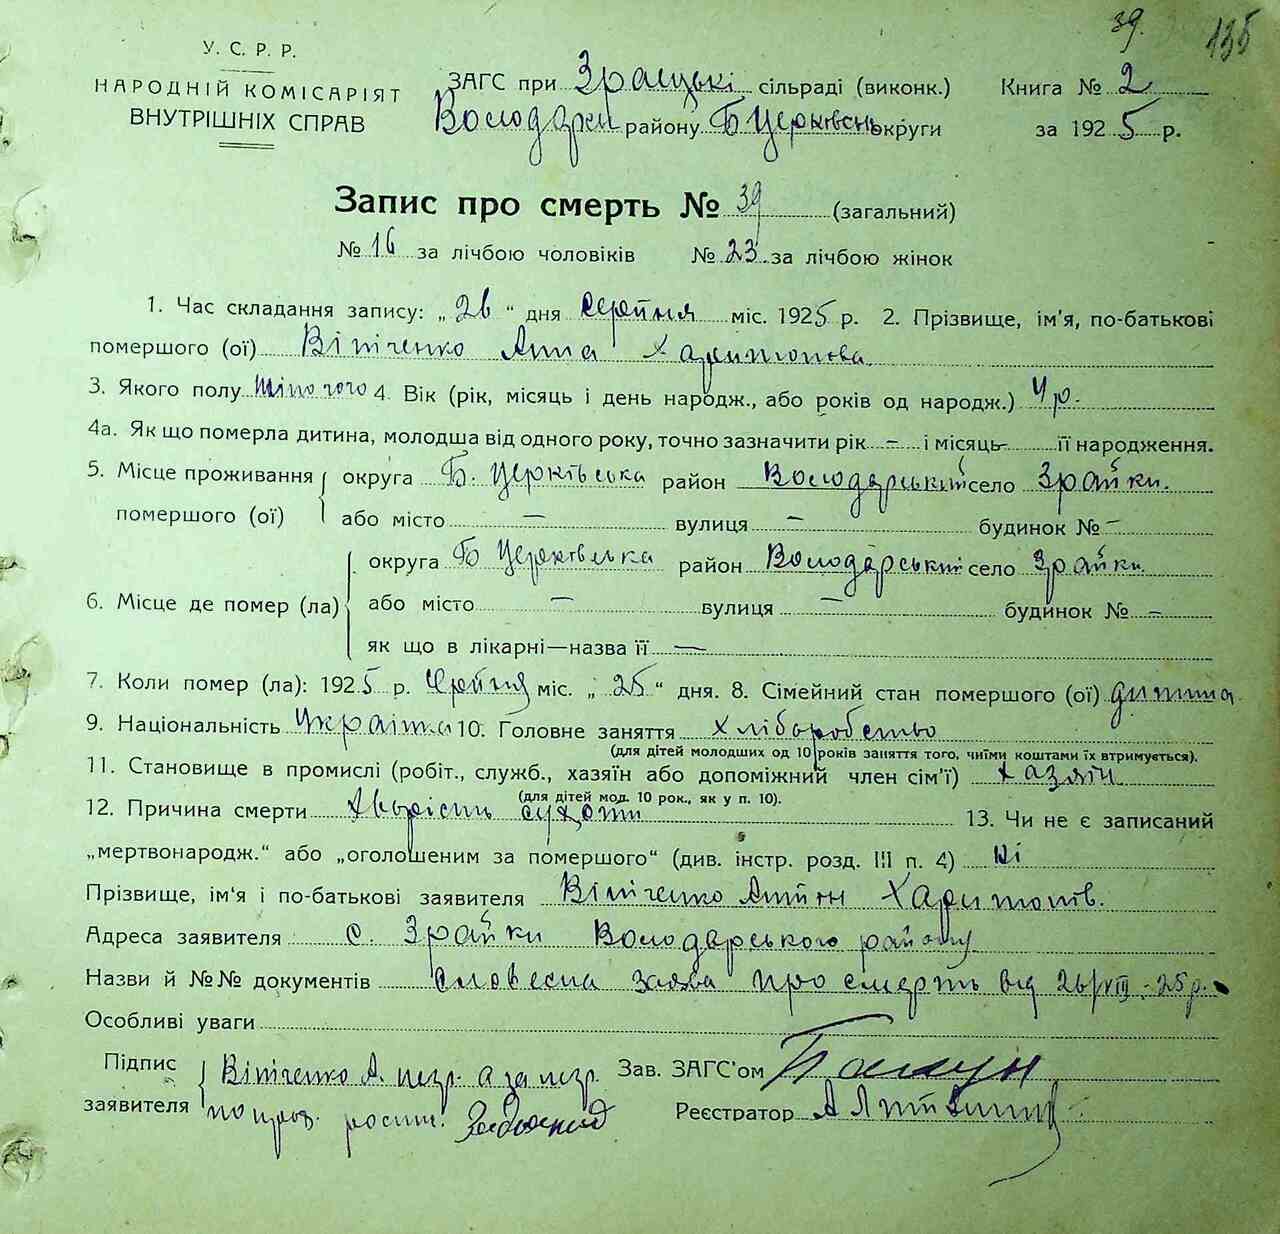 39.
135
У. С. Р. Р.
НАРОДНІЙ КОМІСАРІЯТ
ВНУТРІШНІХ СПРАВ
ЗАГС при Зрацькі сільраді (виконк.)
Володарсм району Б Церківськ округи
Книга № 2
за 1925 р.
Запис про смерть № 39 (загальний)
№ 16 за лічбою чоловіків № 23. за лічбою жінок
1. Час складання запису: „ 26 “ дня серпня міс. 1925 р. 2. Прізвище, ім'я, по-батькові
помершого (ої) Вітіченко Анна Харитонова
3. Якого полу жіночого 4. Вік (рік, місяць і день народж., або років од народж.) 4 р.
4а. Як що померла дитина, молодша від одного року, точно зазначити рік – і місяць – її народження.
5. Місце проживання помершого (ої) округа Б. Церківська район Володарський село Зрайки.
або місто — вулиця — будинок № –
6. Місце де помер (ла) округа Б Церківська район Володарський село Зрайки.
або місто — вулиця — будинок № –
як що в лікарні—назва її —
7. Коли помер (ла): 1925 р. Серпня міс. „ 25 “ дня. 8. Сімейний стан помершого (ої) дитина
9. Національність Українка 10. Головне заняття хліборобство
(для дітей молодших од 10 років заняття того, чиїми коштами їх втримується).
11. Становище в промислі (робіт., служб., хазяїн або допоміжний член сім'ї) хазяїн
(для дітей мод. 10 рок., як у п. 10).
12. Причина смерти сухоти 13. Чи не є записаний
„мертвонародж.“ або „оголошеним за помершого“ (див. інстр. розд. III п. 4) Ні
Прізвище, ім'я і по-батькові заявителя Вітіченко Антін Харитонів.
Адреса заявителя с. Зрайки Володарського району
Назви й №№ документів словесна заява про смерть від 26/VIII - 25 р.
Особливі уваги
Підпис заявителя Вітіченко А. незр. а за незр.
по проз. росп.
Зав. ЗАГС'ом
Реєстратор А